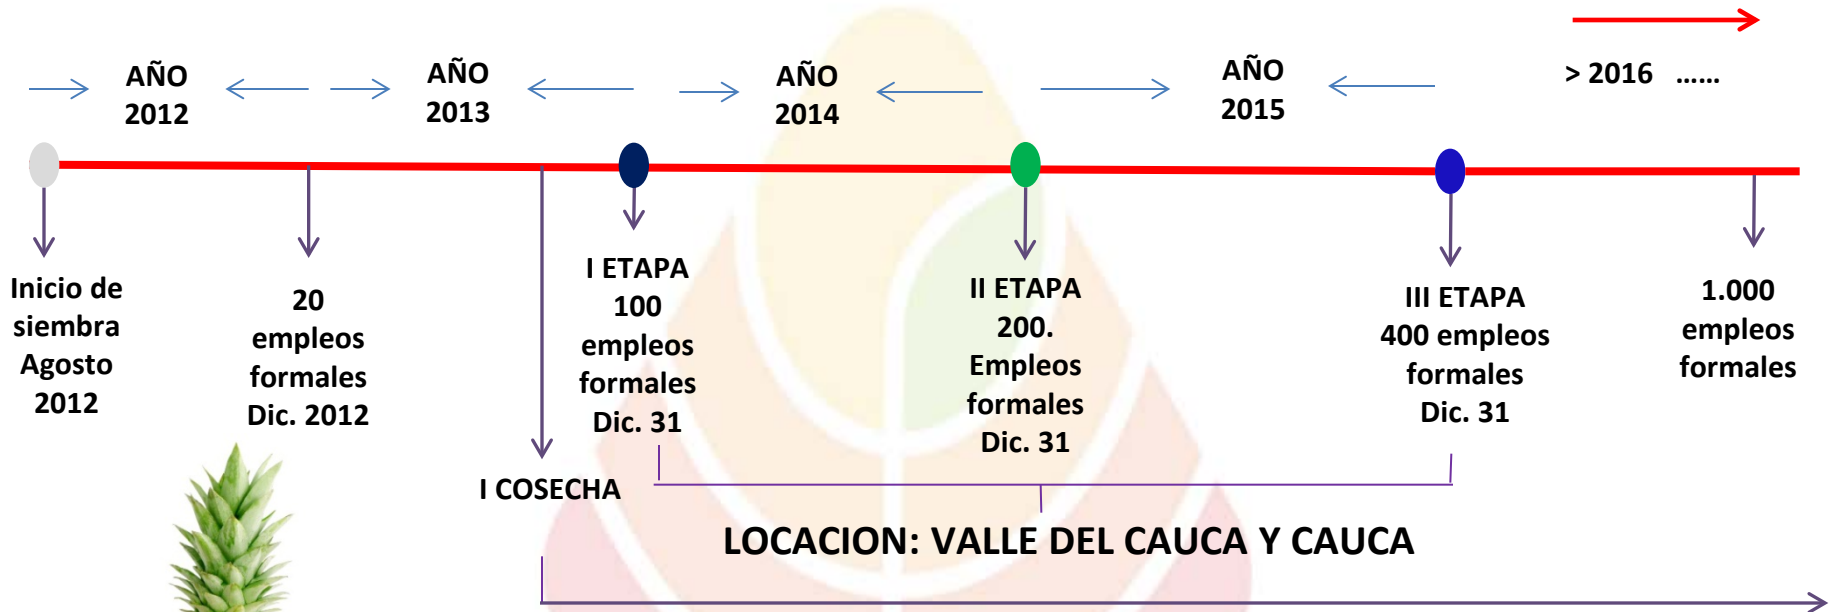 AÑO
2012
AÑO
2013
AÑO
2014
AÑO
2015
> 2016 ......
Inicio de
siembra
Agosto
2012
20
empleos
formales
Dic. 2012
I COSECHA
I ETAPA
100
empleos
formales
Dic. 31
II ETAPA
200.
Empleos
formales
Dic. 31
III ETAPA
400 empleos
formales
Dic. 31
1.000
empleos
formales
LOCACION: VALLE DEL CAUCA Y CAUCA